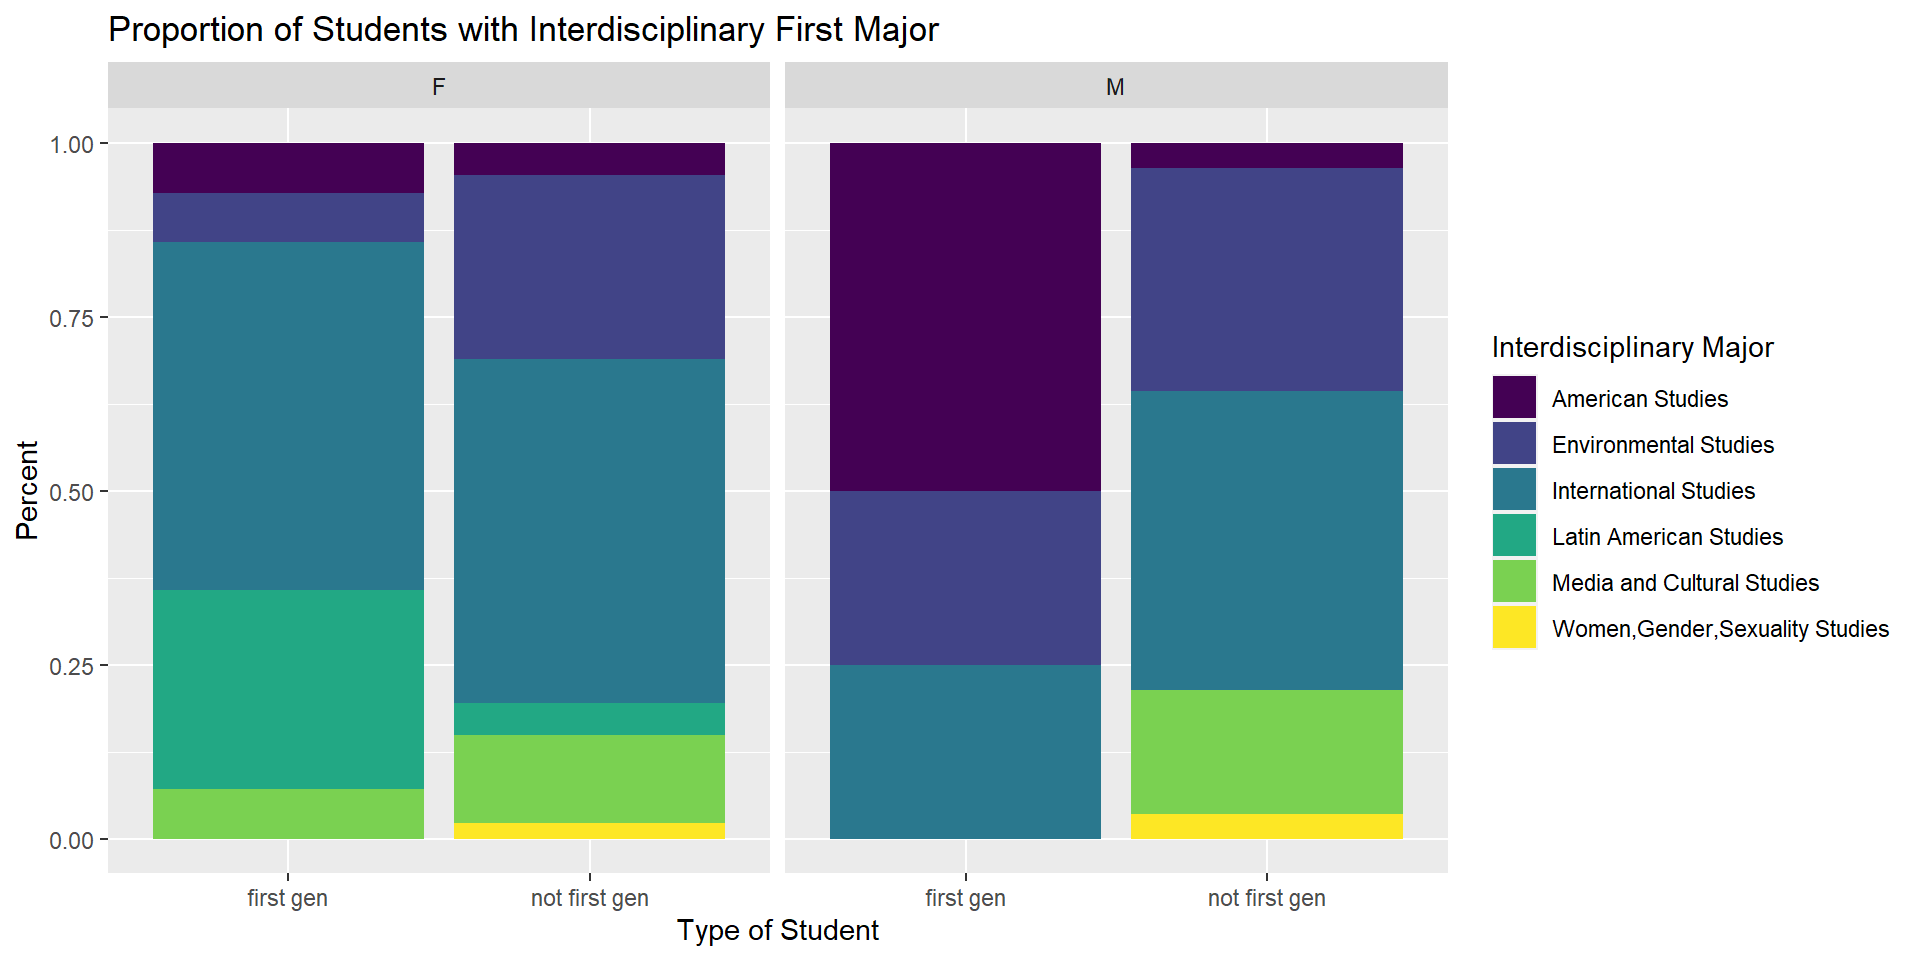 Proportion of Students with Interdisciplinary First Major
F
M
1.00
0.75
0.50
0.25
0.00
Percent
first gen
not first gen
first gen
not first gen
Type of Student
Interdisciplinary Major
American Studies
Environmental Studies
International Studies
Latin American Studies
Media and Cultural Studies
Women,Gender,Sexuality Studies